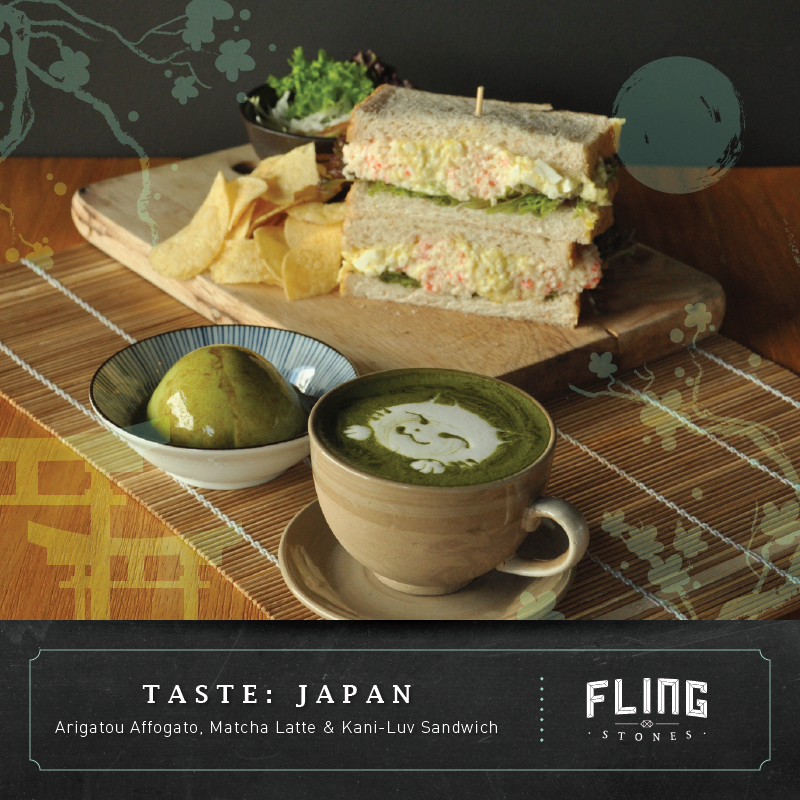 TASTE: JAPAN
Arigatou Affogato, Matcha Latte & Kani-Luv Sandwich
FLING
STONES